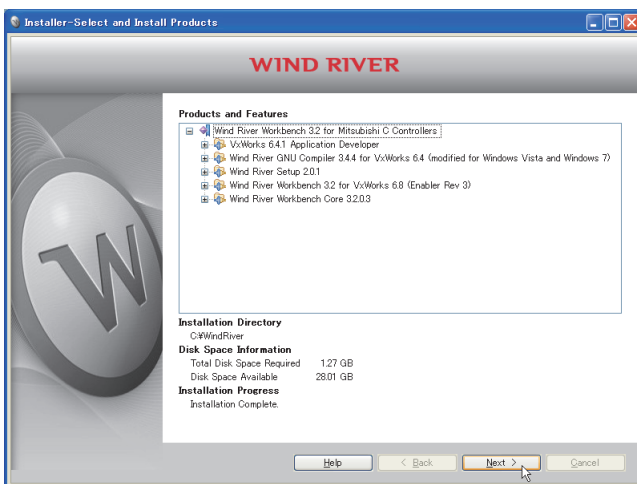 Installer-Select and Install Products
WIND RIVER
Products and Features
Wind River Workbench 3.2 for Mitsubishi C Controllers
VxWorks 6.4.1 Application Developer
Wind River GNU Compiler 3.4.4 for VxWorks 6.4 (modified for Windows Vista and Windows 7)
Wind River Setup 2.0.1
Wind River Workbench 3.2 for VxWorks 6.8 (Enabler Rev 3)
Wind River Workbench Core 3.2.0.3
W
Installation Directory
C:¥WindRiver
Disk Space Information
Total Disk Space Required 1.27 GB
Disk Space Available 28.01 GB
Installation Progress
Installation Complete.
Help < Back Next > Cancel